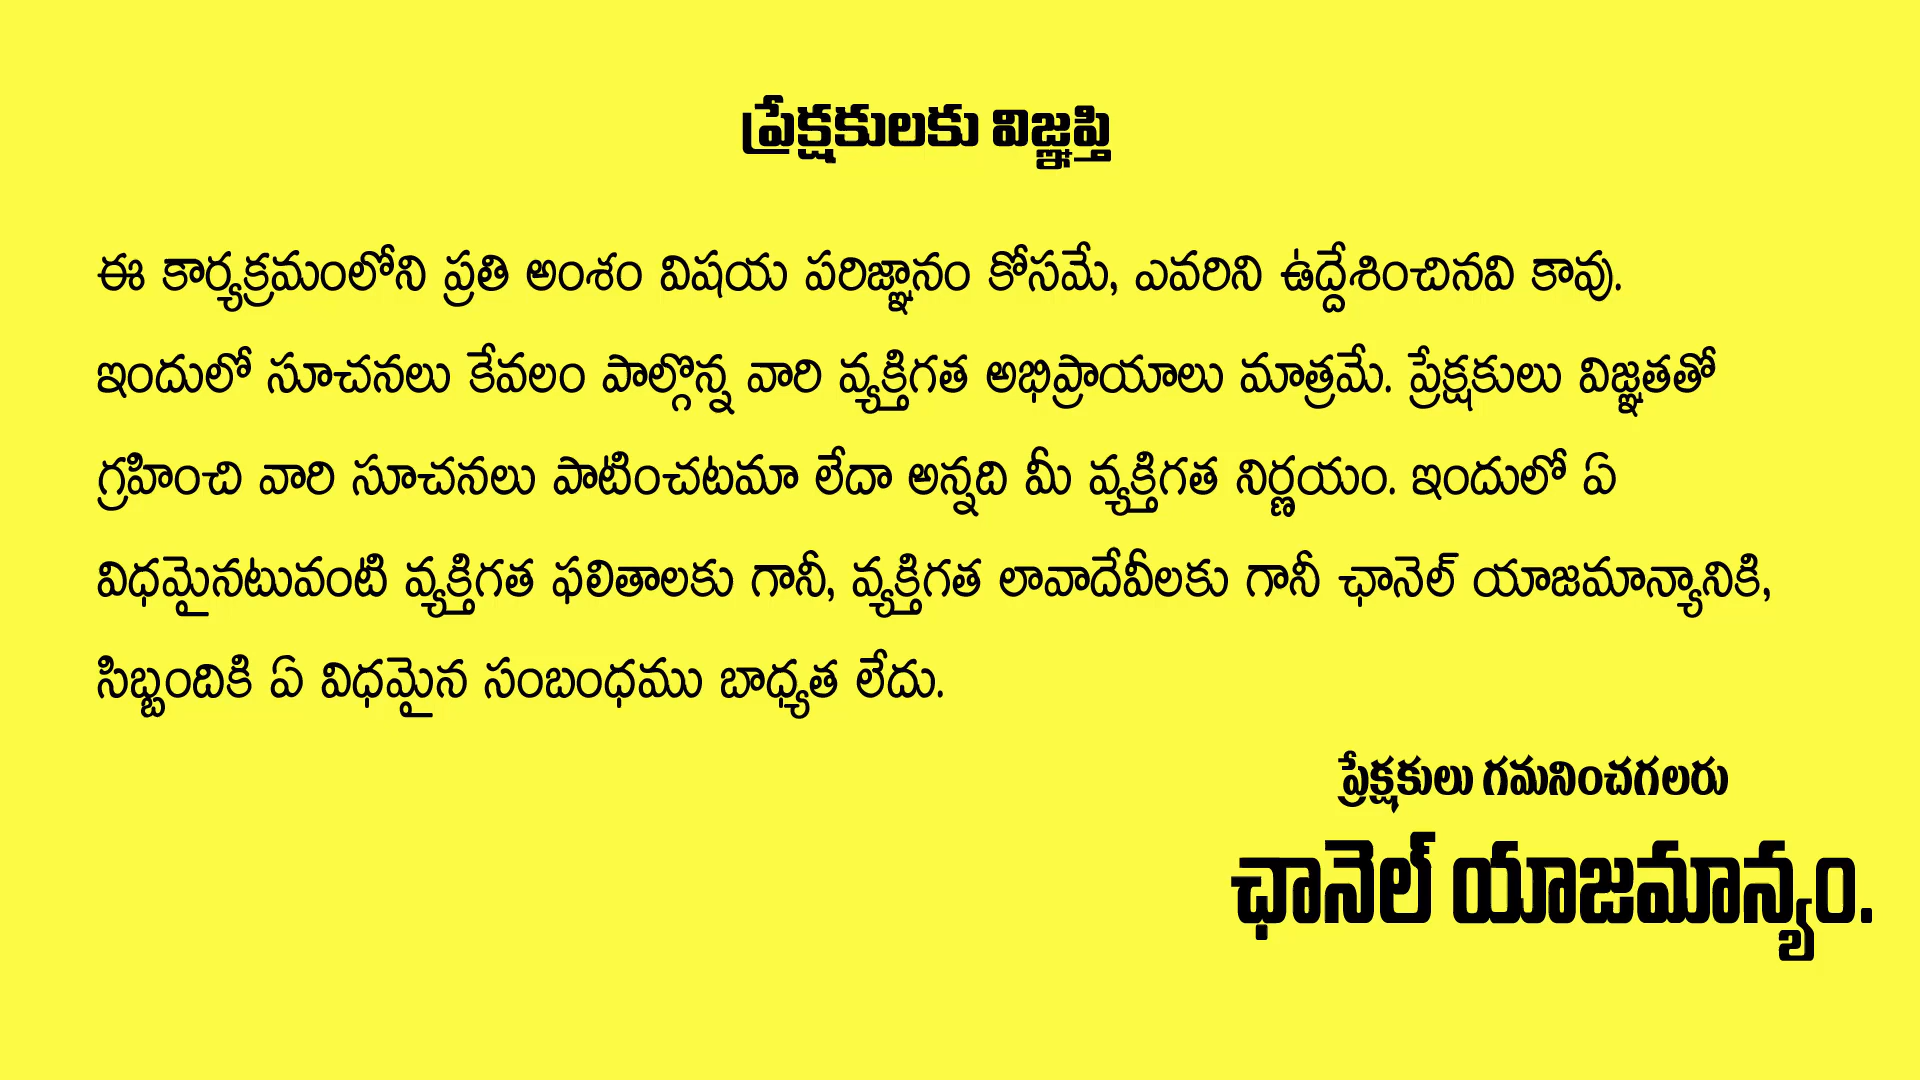 ప్రేక్షకులకు విజ్ఞప్తి
ఈ కార్యక్రమంలోని ప్రతి అంశం విషయ పరిజ్ఞానం కోసమే, ఎవరిని ఉద్దేశించినవి కావు.
ఇందులో సూచనలు కేవలం పాల్గొన్న వారి వ్యక్తిగత అభిప్రాయాలు మాత్రమే. ప్రేక్షకులు విజ్ఞతతో
గ్రహించి వారి సూచనలు పాటించటమా లేదా అన్నది మీ వ్యక్తిగత నిర్ణయం. ఇందులో ఏ
విధమైనటువంటి వ్యక్తిగత ఫలితాలకు గానీ, వ్యక్తిగత లావాదేవీలకు గానీ ఛానెల్ యాజమాన్యానికి,
సిబ్బందికి ఏ విధమైన సంబంధము బాధ్యత లేదు.
ప్రేక్షకులు గమనించగలరు
ఛానెల్ యాజమాన్యం.